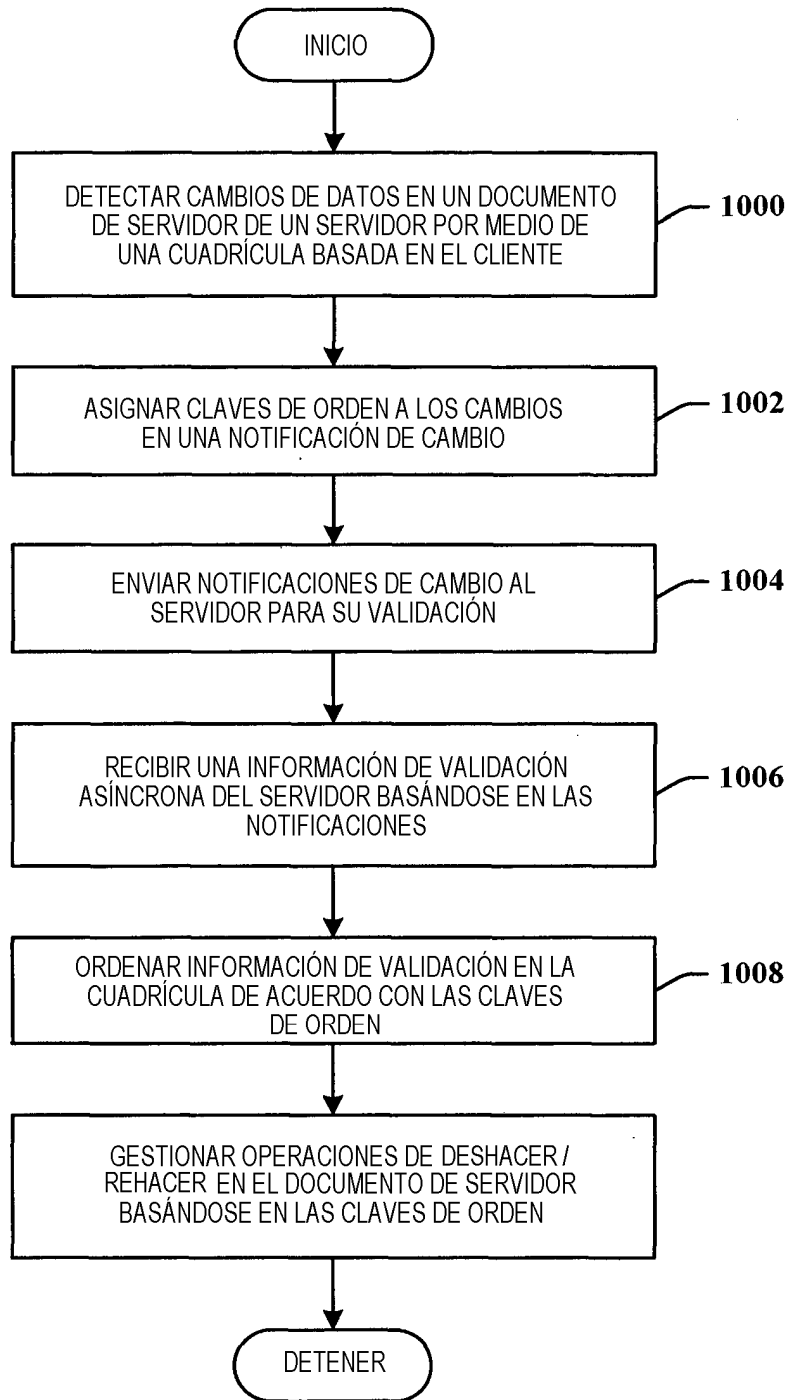 INICIO
DETECTAR CAMBIOS DE DATOS EN UN DOCUMENTO
DE SERVIDOR DE UN SERVIDOR POR MEDIO DE
UNA CUADRÍCULA BASADA EN EL CLIENTE
1000
ASIGNAR CLAVES DE ORDEN A LOS CAMBIOS
EN UNA NOTIFICACIÓN DE CAMBIO
1002
ENVIAR NOTIFICACIONES DE CAMBIO AL
SERVIDOR PARA SU VALIDACIÓN
1004
RECIBIR UNA INFORMACIÓN DE VALIDACIÓN
ASÍNCRONA DEL SERVIDOR BASÁNDOSE EN LAS
NOTIFICACIONES
1006
ORDENAR INFORMACIÓN DE VALIDACIÓN EN LA
CUADRÍCULA DE ACUERDO CON LAS CLAVES
DE ORDEN
1008
GESTIONAR OPERACIONES DE DESHACER /
REHACER EN EL DOCUMENTO DE SERVIDOR
BASÁNDOSE EN LAS CLAVES DE ORDEN
DETENER